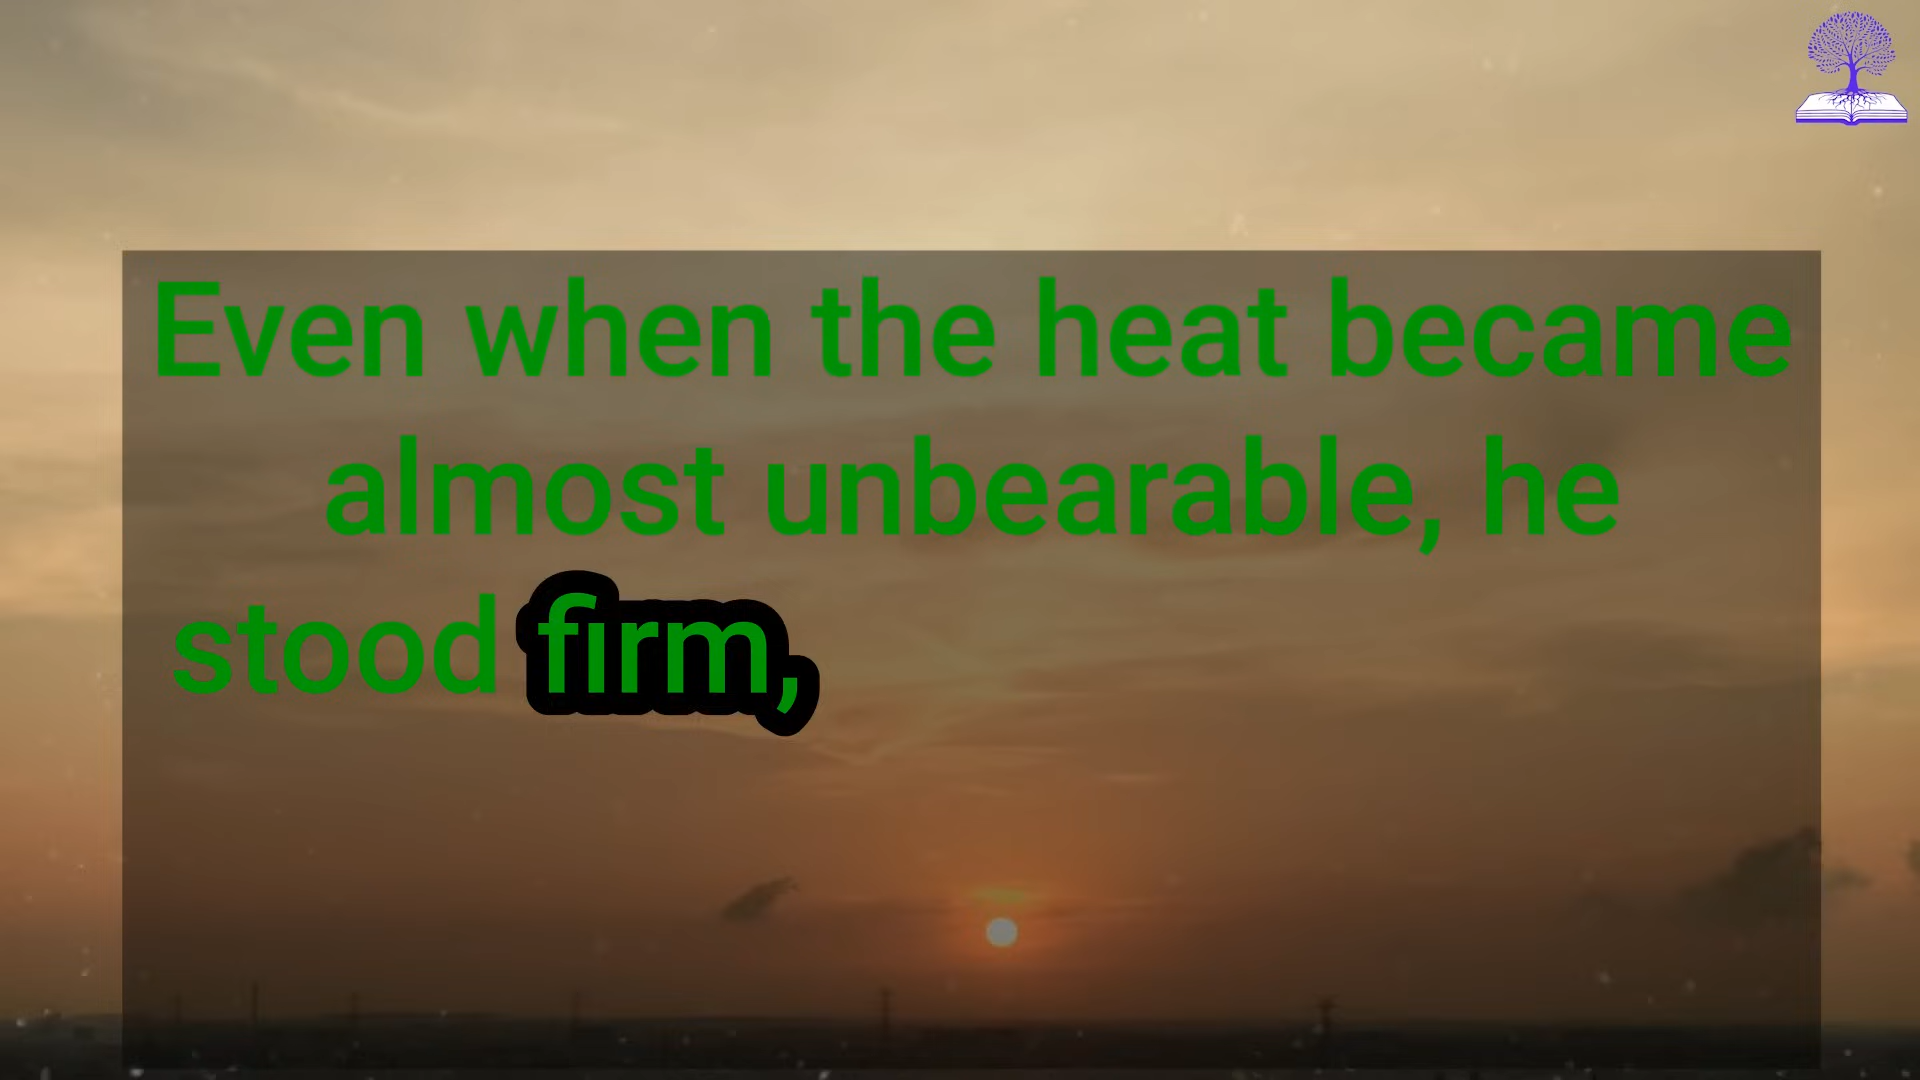 Even when the heat became
almost unbearable, he
stood firm,